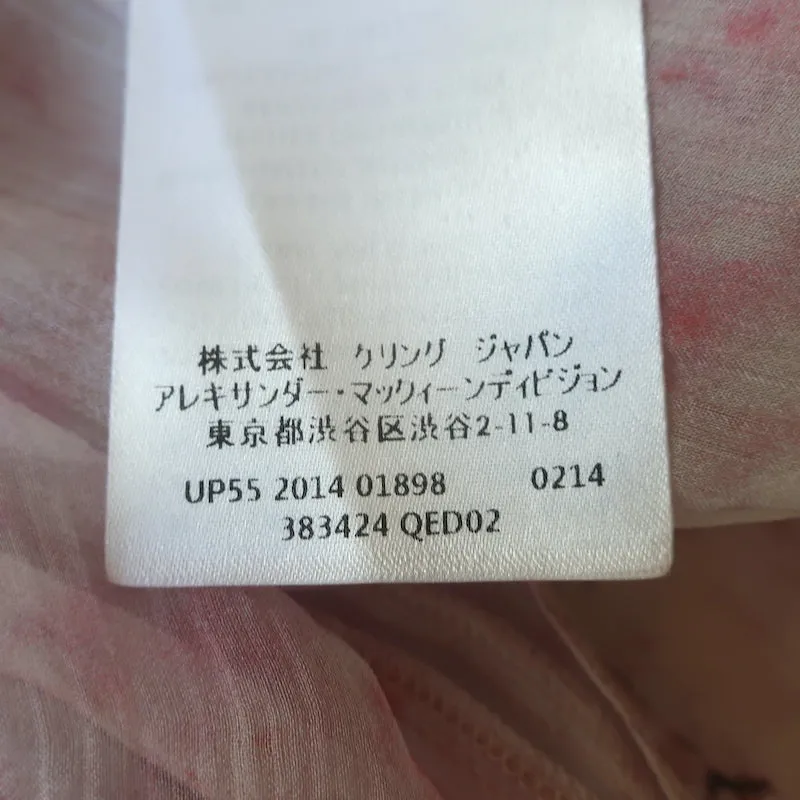 株式会社 クリング ジャパン
アレキサンダー・マックィーンディビジョン
東京都渋谷区渋谷2-11-8
UP55 2014 01898 0214
383424 QED02